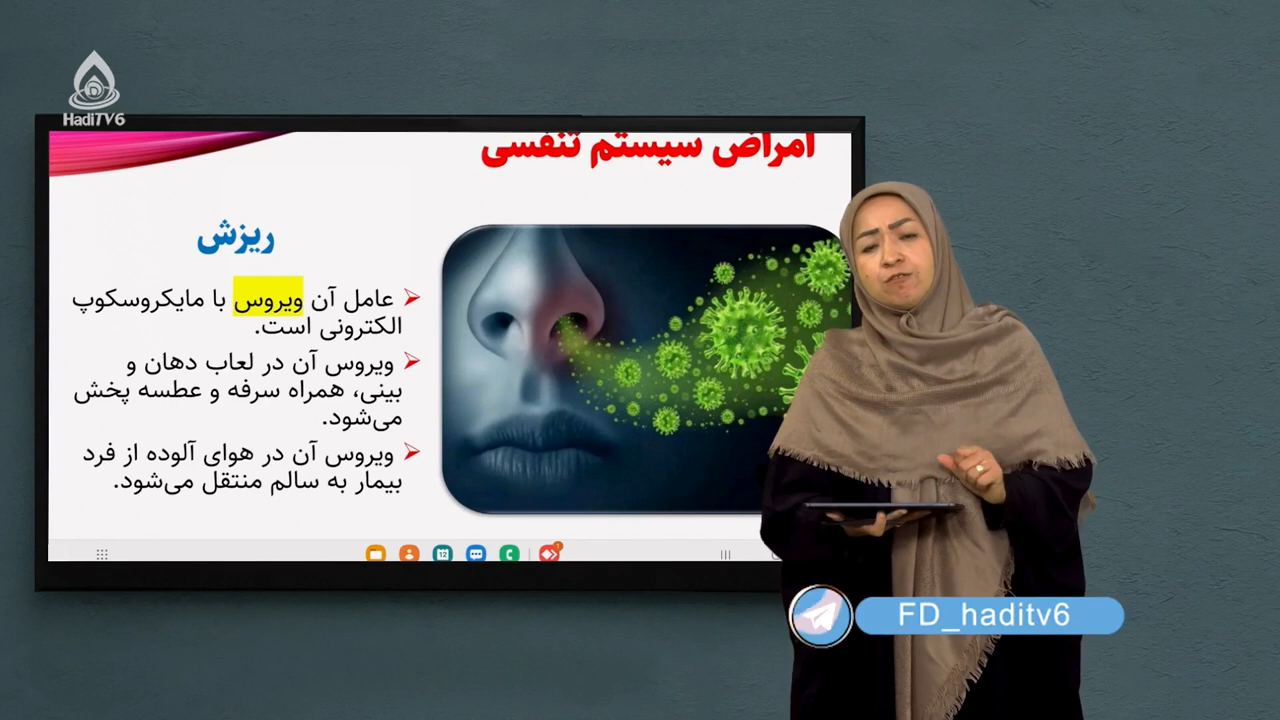 HadiTV6
امراض سیستم تنفسی
ریزش
عامل آن ویروس با مایکروسکوپ
الکترونی است.
ویروس آن در لعاب دهان و
بینی، همراه سرفه و عطسه پخش
می‌شود.
ویروس آن در هوای آلوده از فرد
بیمار به سالم منتقل می‌شود.
12
1
FD_haditv6